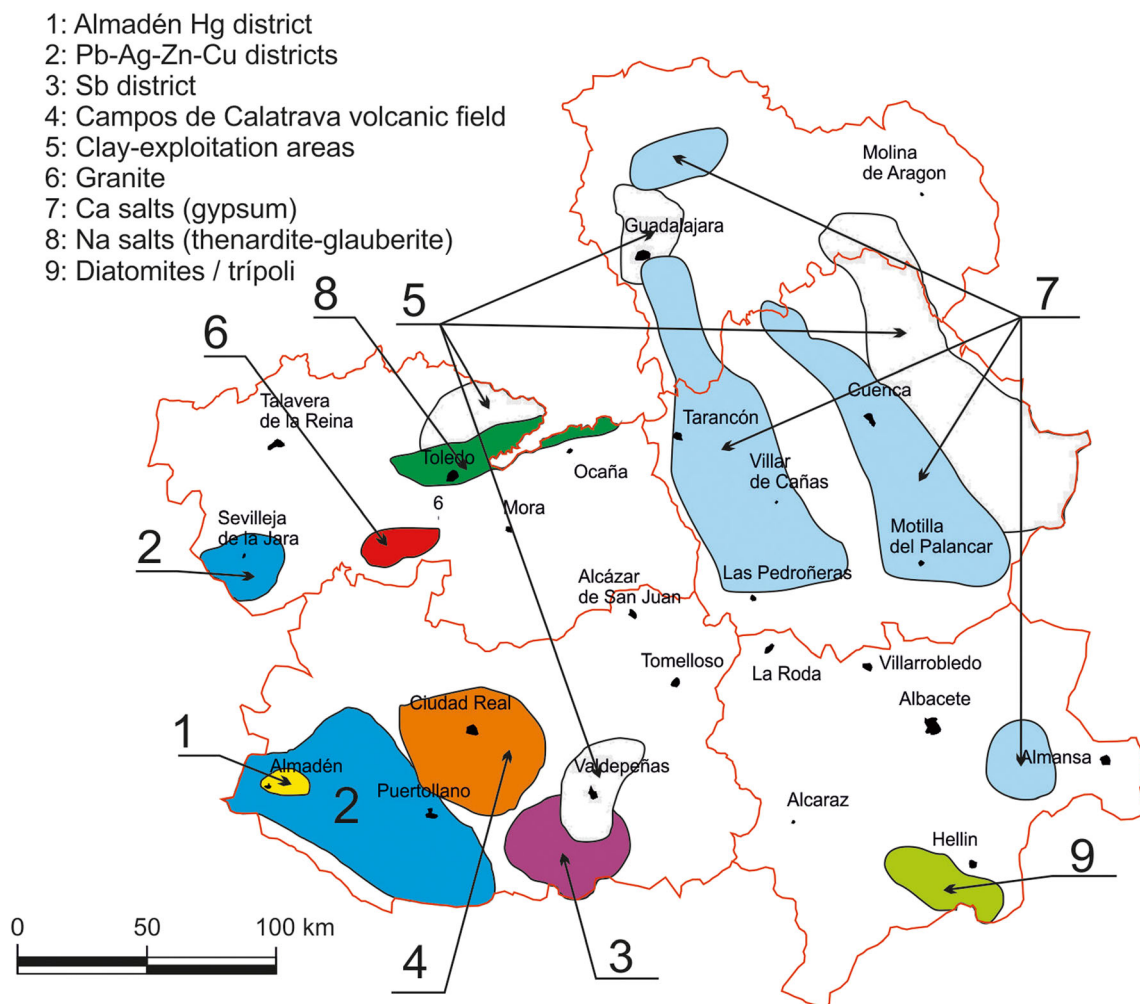 1: Almadén Hg district
2: Pb-Ag-Zn-Cu districts
3: Sb district
4: Campos de Calatrava volcanic field
5: Clay-exploitation areas
6: Granite
7: Ca salts (gypsum)
8: Na salts (thenardite-glauberite)
9: Diatomites / trípoli
Molina
de Aragon
Guadalajara
8
5
7
6
Talavera
de la Reina
Cuenca
Tarancón
Toledo
Ocaña
Villar
de Cañas
6
Mora
Sevilleja
de la Jara
2
Motilla
del Palancar
Las Pedroñeras
Alcázar
de San Juan
Tomelloso
La Roda
Villarrobledo
Albacete
Ciudad Real
1
Almadén
Valdepeñas
Almansa
Puertollano
2
Alcaraz
Hellin
9
0
50
100 km
4
3